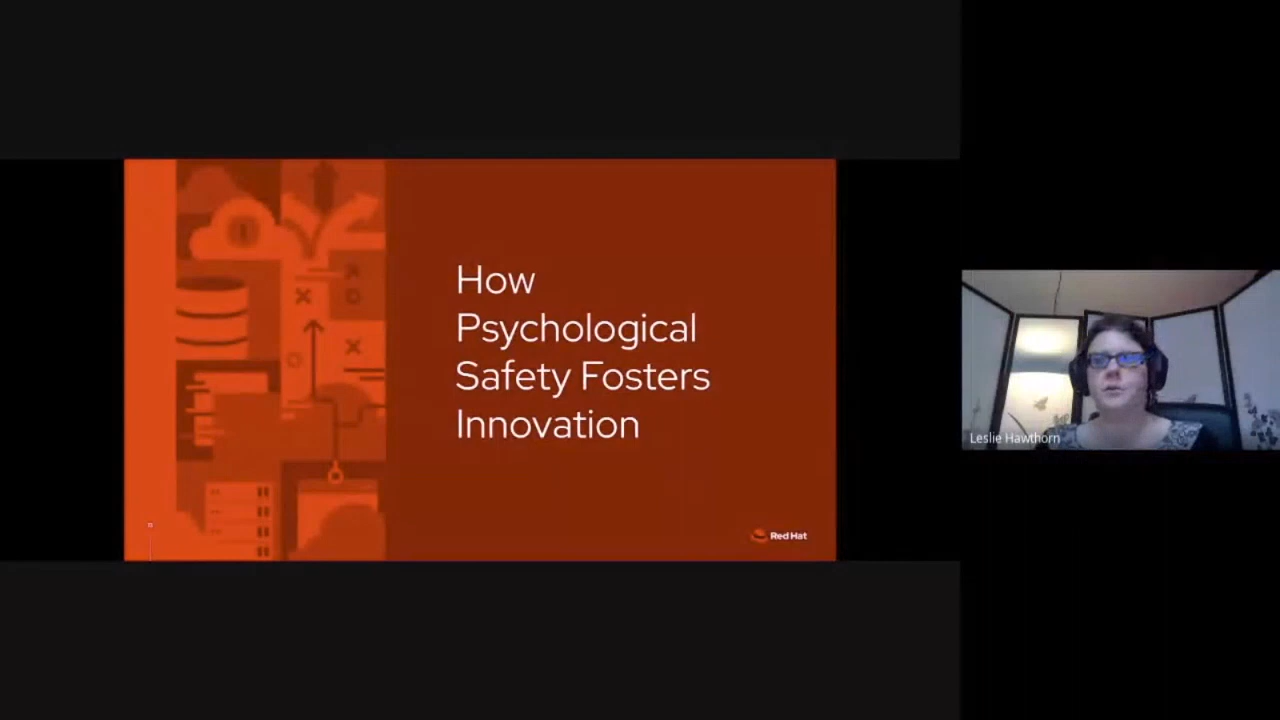 How
Psychological
Safety Fosters
Innovation
Red Hat
Leslie Hawthorn